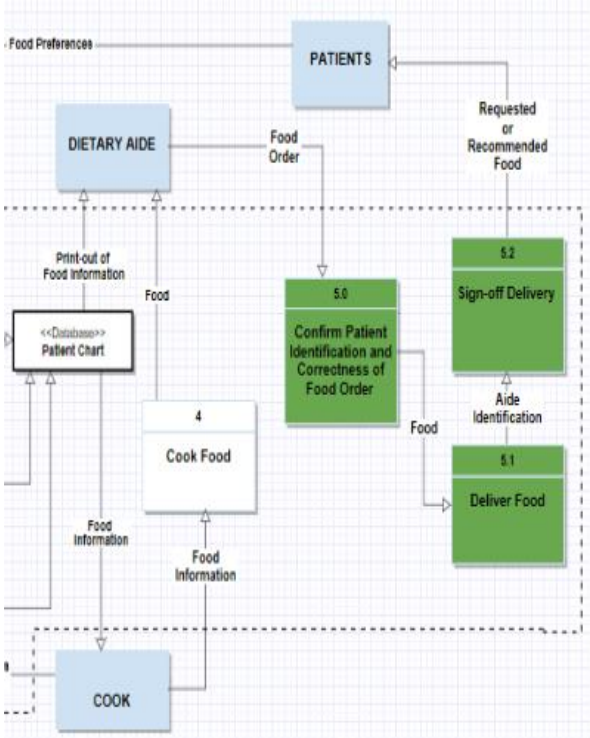 Food Preferences
PATIENTS
Requested
or
Recommended
Food
DIETARY AIDE
Food
Order
Print-out of
Food Information
Food
5.2
Sign-off Delivery
5.0
Confirm Patient
Identification and
Correctness of
Food Order
<<Database>>
Patient Chart
Aide
Identification
4
Cook Food
Food
5.1
Deliver Food
Food
Information
Food
Information
COOK